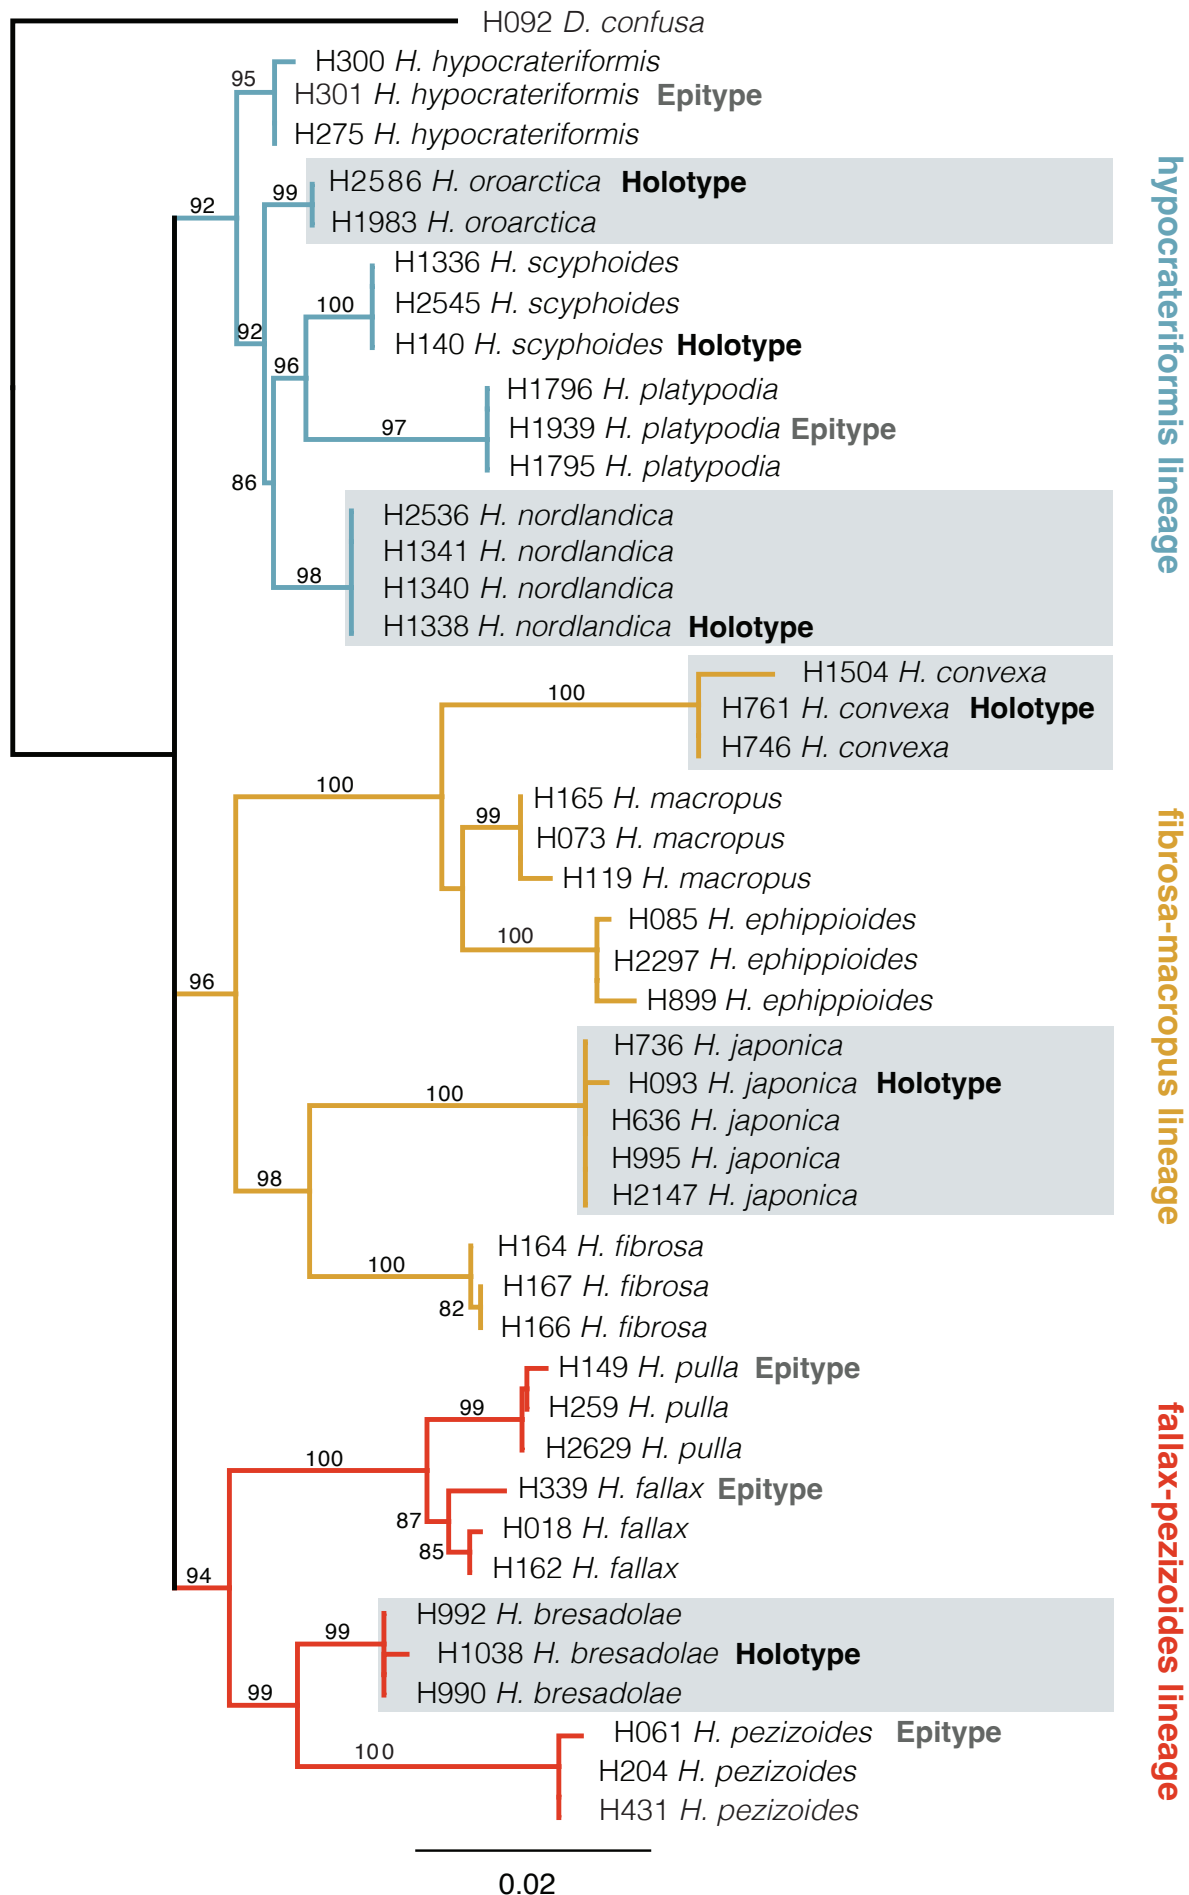 H092 D. confusa
H300 H. hypocrateriformis
95
H301 H. hypocrateriformis Epitype
H275 H. hypocrateriformis
H2586 H. oroarctica Holotype
99
92
H1983 H. oroarctica
H1336 H. scyphoides
H2545 H. scyphoides
100
92
H140 H. scyphoides Holotype
96
H1796 H. platypodia
H1939 H. platypodia Epitype
97
H1795 H. platypodia
86
H2536 H. nordlandica
H1341 H. nordlandica
98
H1340 H. nordlandica
H1338 H. nordlandica Holotype
hypocrateriformis lineage
H1504 H. convexa
100
H761 H. convexa Holotype
H746 H. convexa
100
H165 H. macropus
99
H073 H. macropus
H119 H. macropus
H085 H. ephippioides
100
H2297 H. ephippioides
96
H899 H. ephippioides
H736 H. japonica
H093 H. japonica Holotype
100
H636 H. japonica
H995 H. japonica
98
H2147 H. japonica
H164 H. fibrosa
100
H167 H. fibrosa
82
H166 H. fibrosa
fibrosa-macropus lineage
H149 H. pulla Epitype
99
H259 H. pulla
100
H2629 H. pulla
H339 H. fallax Epitype
87
H018 H. fallax
85
H162 H. fallax
94
H992 H. bresadolae
99
H1038 H. bresadolae Holotype
99
H990 H. bresadolae
H061 H. pezizoides Epitype
100
H204 H. pezizoides
H431 H. pezizoides
fallax-pezizoides lineage
0.02